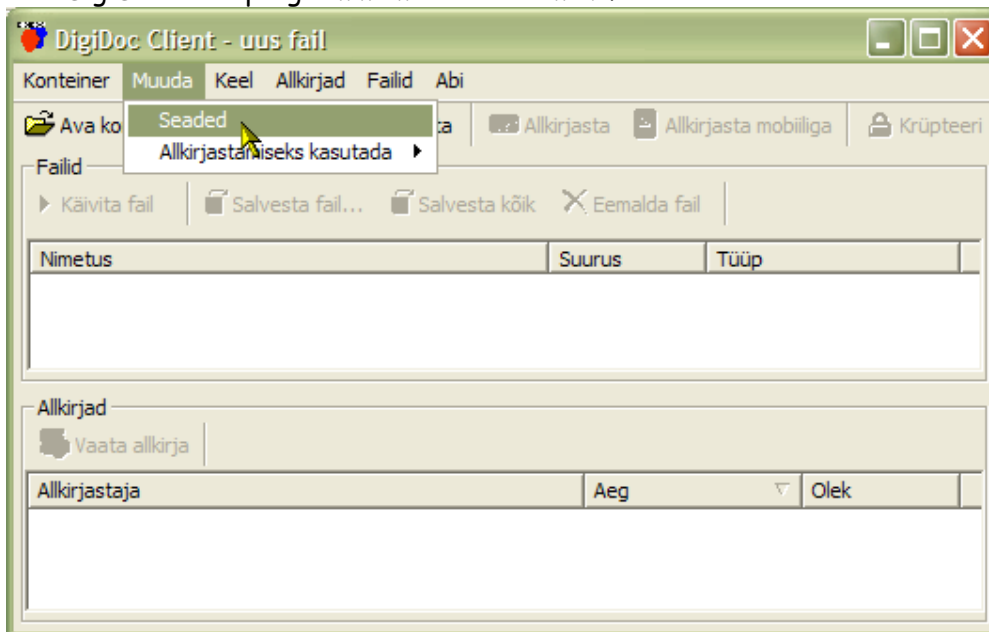 DigiDoc Client - uus fail
Konteiner Muuda Keel Allkirjad Failid Abi
Ava ko Seaded ta Allkirjasta Allkirjasta mobiiliga Krüpteeri
Allkirjastamiseks kasutada
Failid
Käivita fail Salvesta fail... Salvesta kõik Eemalda fail
Nimetus Suurus Tüüp
Allkirjad
Vaata allkirja
Allkirjastaja Aeg Olek